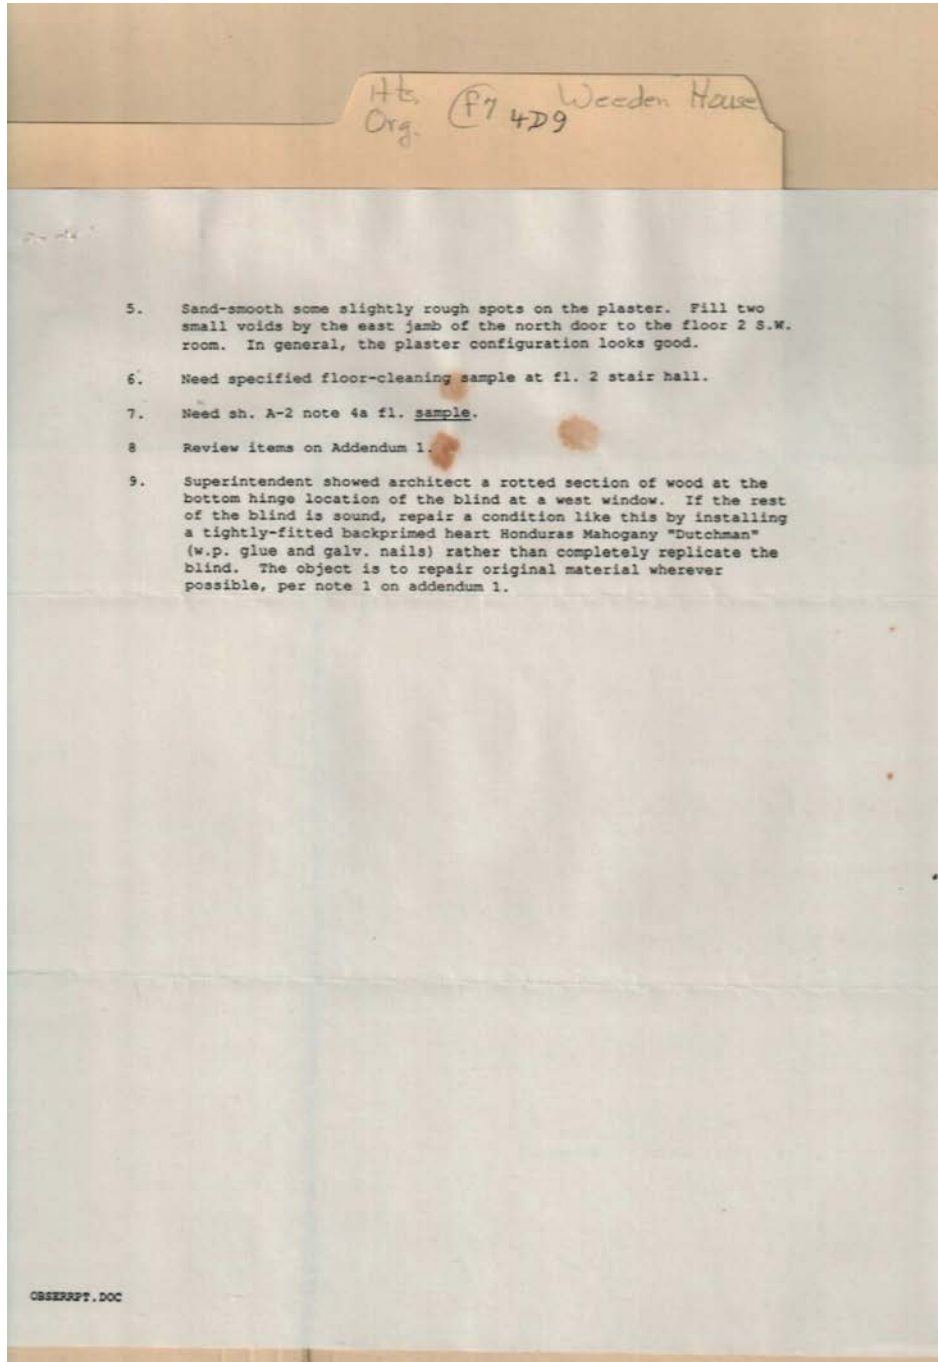 Hts. (F7 4D9 Weeden House
Org.
5. Sand-smooth some slightly rough spots on the plaster. Fill two
small voids by the east jamb of the north door to the floor 2 S.W.
room. In general, the plaster configuration looks good.
6. Need specified floor-cleaning sample at fl. 2 stair hall.
7. Need sh. A-2 note 4a fl. sample.
8 Review items on Addendum 1.
9. Superintendent showed architect a rotted section of wood at the
bottom hinge location of the blind at a west window. If the rest
of the blind is sound, repair a condition like this by installing
a tightly-fitted backprimed heart Honduras Mahogany "Dutchman"
(w.p. glue and galv. nails) rather than completely replicate the
blind. The object is to repair original material wherever
possible, per note 1 on addendum 1.
OBSERRPT.DOC